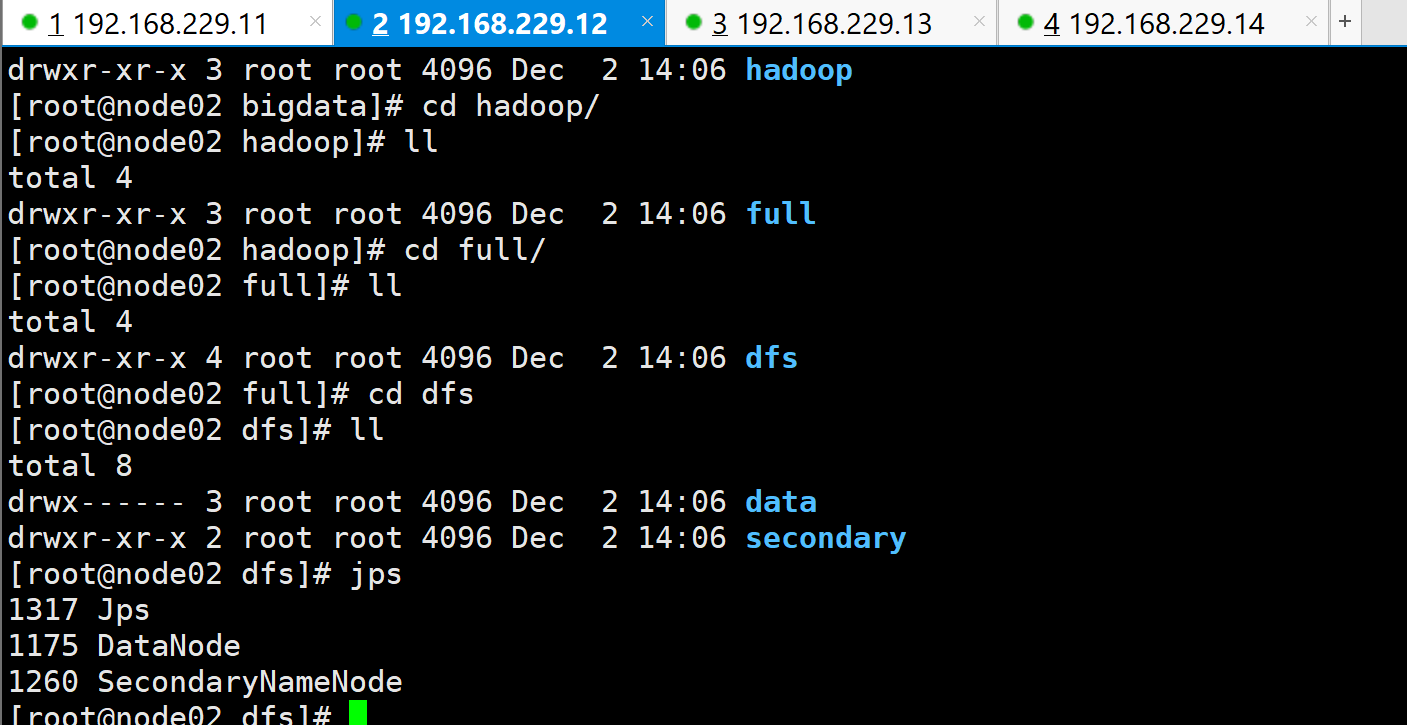 1 192.168.229.11 × 2 192.168.229.12 × 3 192.168.229.13 × 4 192.168.229.14 × +
drwxr-xr-x 3 root root 4096 Dec  2 14:06 hadoop
[root@node02 bigdata]# cd hadoop/
[root@node02 hadoop]# ll
total 4
drwxr-xr-x 3 root root 4096 Dec  2 14:06 full
[root@node02 hadoop]# cd full/
[root@node02 full]# ll
total 4
drwxr-xr-x 4 root root 4096 Dec  2 14:06 dfs
[root@node02 full]# cd dfs
[root@node02 dfs]# ll
total 8
drwx------ 3 root root 4096 Dec  2 14:06 data
drwxr-xr-x 2 root root 4096 Dec  2 14:06 secondary
[root@node02 dfs]# jps
1317 Jps
1175 DataNode
1260 SecondaryNameNode
[root@node02 dfs]#